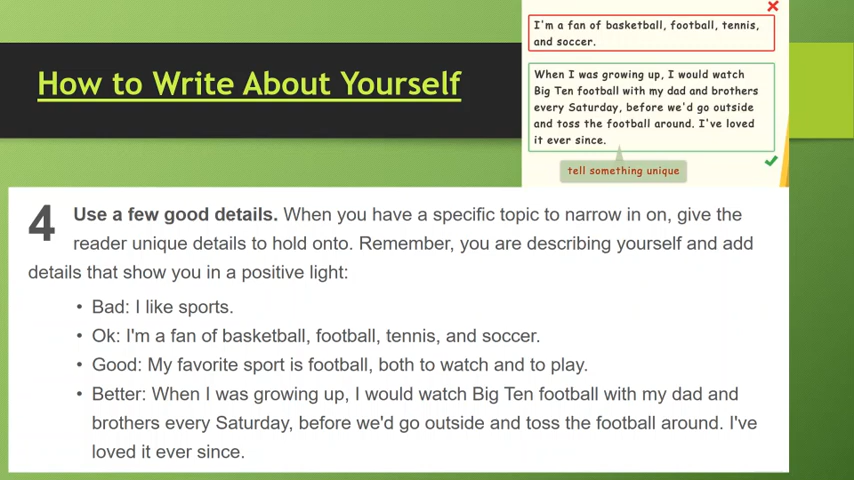 How to Write About Yourself
I'm a fan of basketball, football, tennis,
and soccer.
When I was growing up, I would watch
Big Ten football with my dad and brothers
every Saturday, before we'd go outside
and toss the football around. I've loved
it ever since.
tell something unique
4 Use a few good details. When you have a specific topic to narrow in on, give the
reader unique details to hold onto. Remember, you are describing yourself and add
details that show you in a positive light:
• Bad: I like sports.
• Ok: I'm a fan of basketball, football, tennis, and soccer.
• Good: My favorite sport is football, both to watch and to play.
• Better: When I was growing up, I would watch Big Ten football with my dad and
brothers every Saturday, before we'd go outside and toss the football around. I've
loved it ever since.